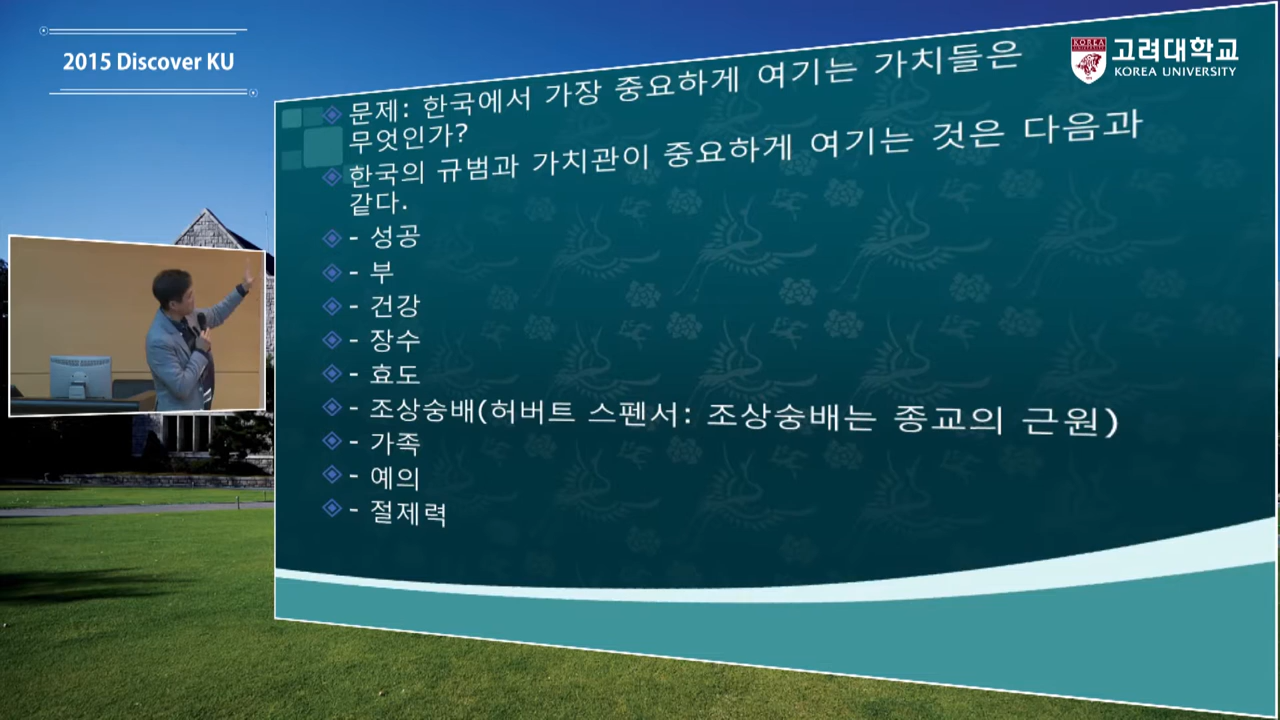 2015 Discover KU
고려대학교
KOREA UNIVERSITY
문제: 한국에서 가장 중요하게 여기는 가치들은
무엇인가?
한국의 규범과 가치관이 중요하게 여기는 것은 다음과
같다.
- 성공
- 부
- 건강
- 장수
- 효도
- 조상숭배(허버트 스펜서: 조상숭배는 종교의 근원)
- 가족
- 예의
- 절제력